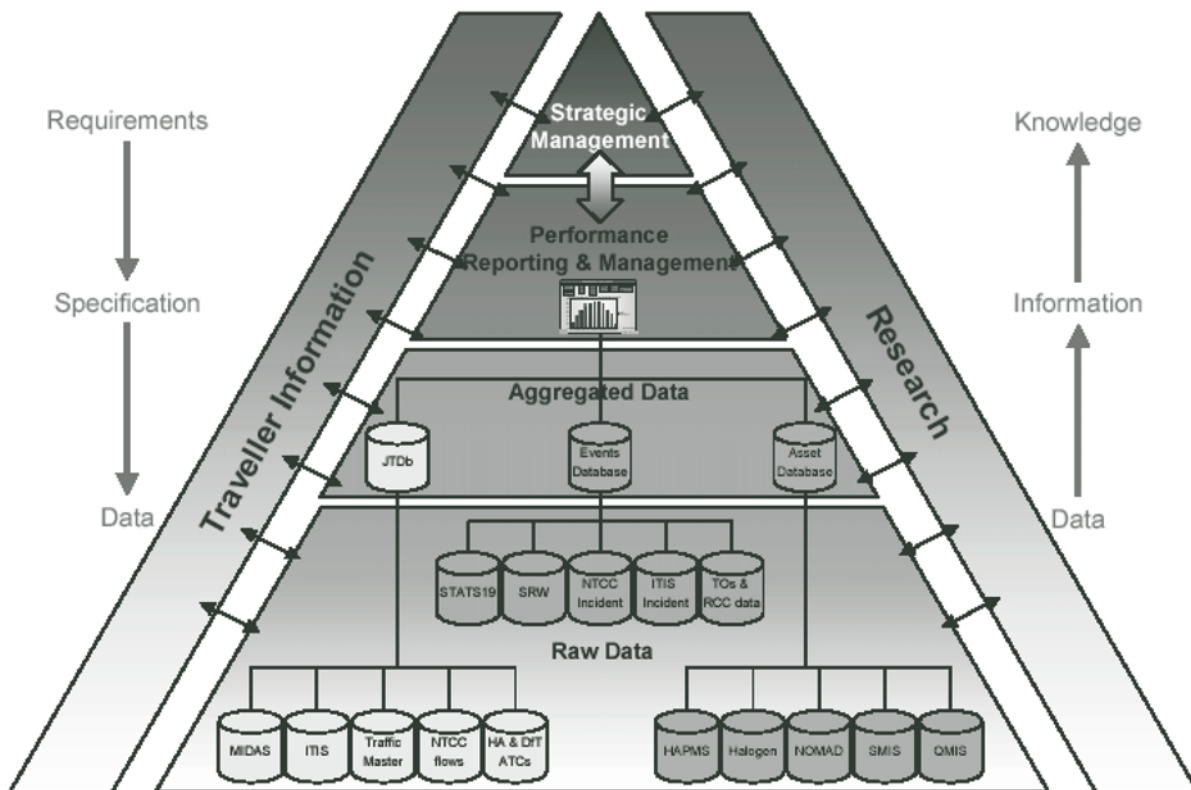 Requirements
Specification
Data
Traveller Information
Strategic
Management
Performance
Reporting & Management
Aggregated Data
JTDb
Events
Database
Asset
Database
STATS19
SRW
NTCC
Incident
ITIS
Incident
TOs &
RCC data
Raw Data
MIDAS
ITIS
Traffic
Master
NTCC
flows
HA & DfT
ATCs
HAPMS
Halogen
NOMAD
SMIS
QMIS
Research
Knowledge
Information
Data